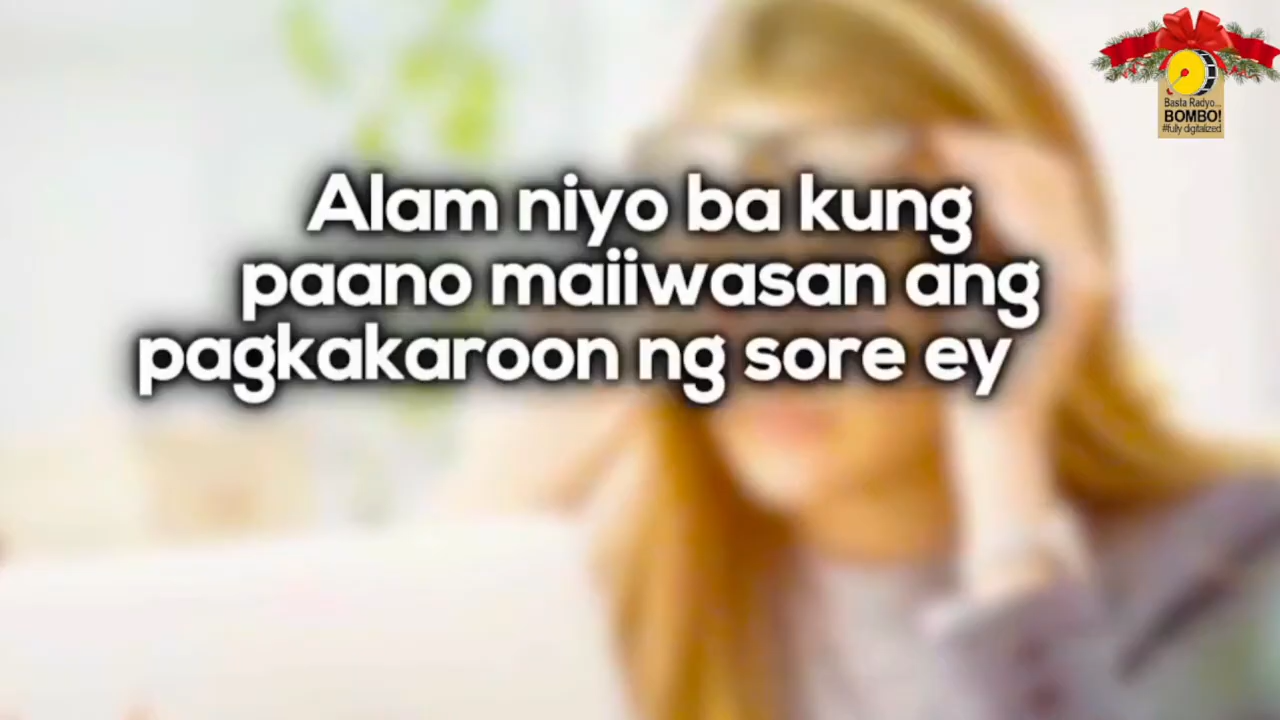 Alam niyo ba kung
paano maiiwasan ang
pagkakaroon ng sore ey
Basta Radyo...
BOMBO!
#fully digitalized